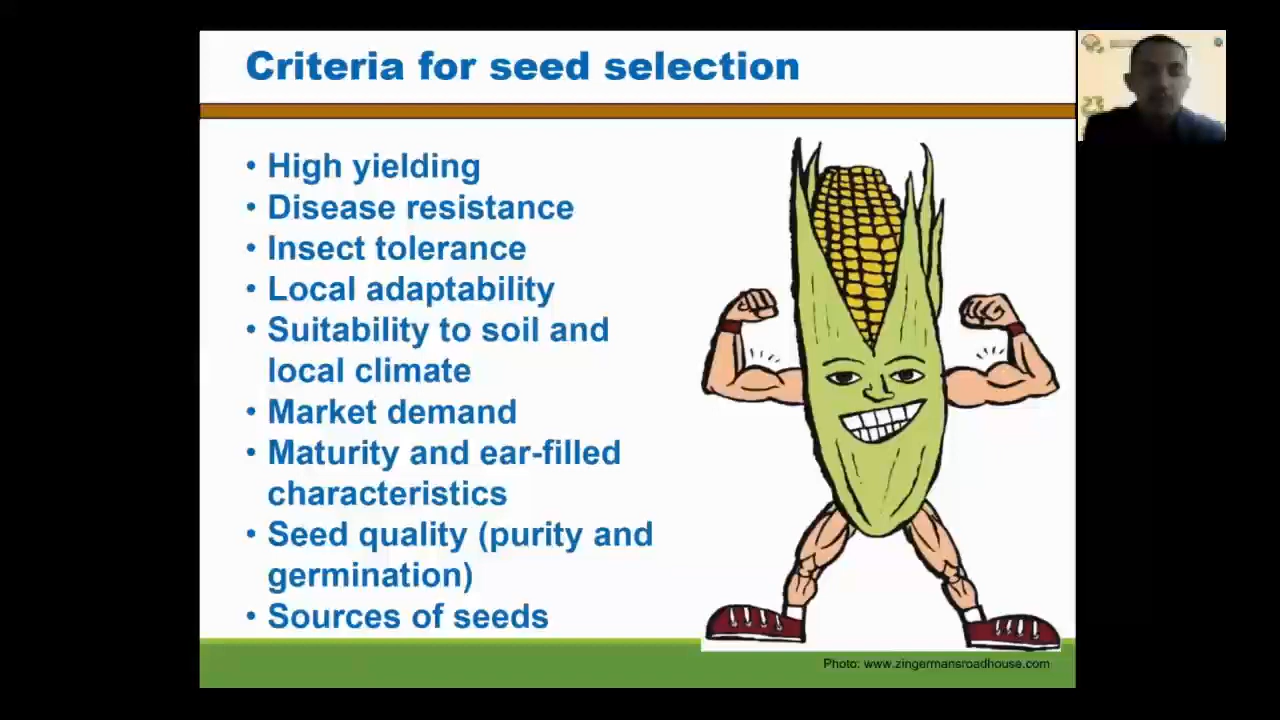 Criteria for seed selection
• High yielding
• Disease resistance
• Insect tolerance
• Local adaptability
• Suitability to soil and
local climate
• Market demand
• Maturity and ear-filled
characteristics
• Seed quality (purity and
germination)
• Sources of seeds
Photo: www.zingermansroadhouse.com
23